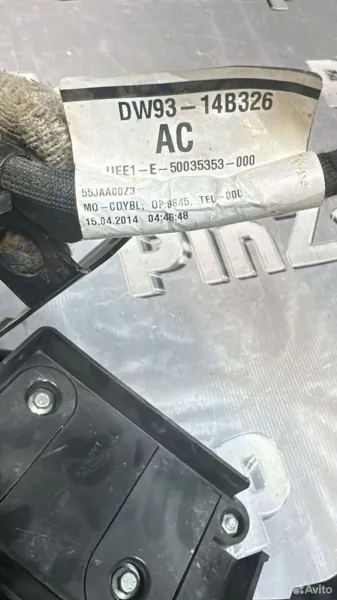 DW93-14B326
AC
UEE1-E-50035353-000
55JAA00Z3
MO-CDYBL, OP:8645, TEU-000
15.04.2014 04:46:48
Avito